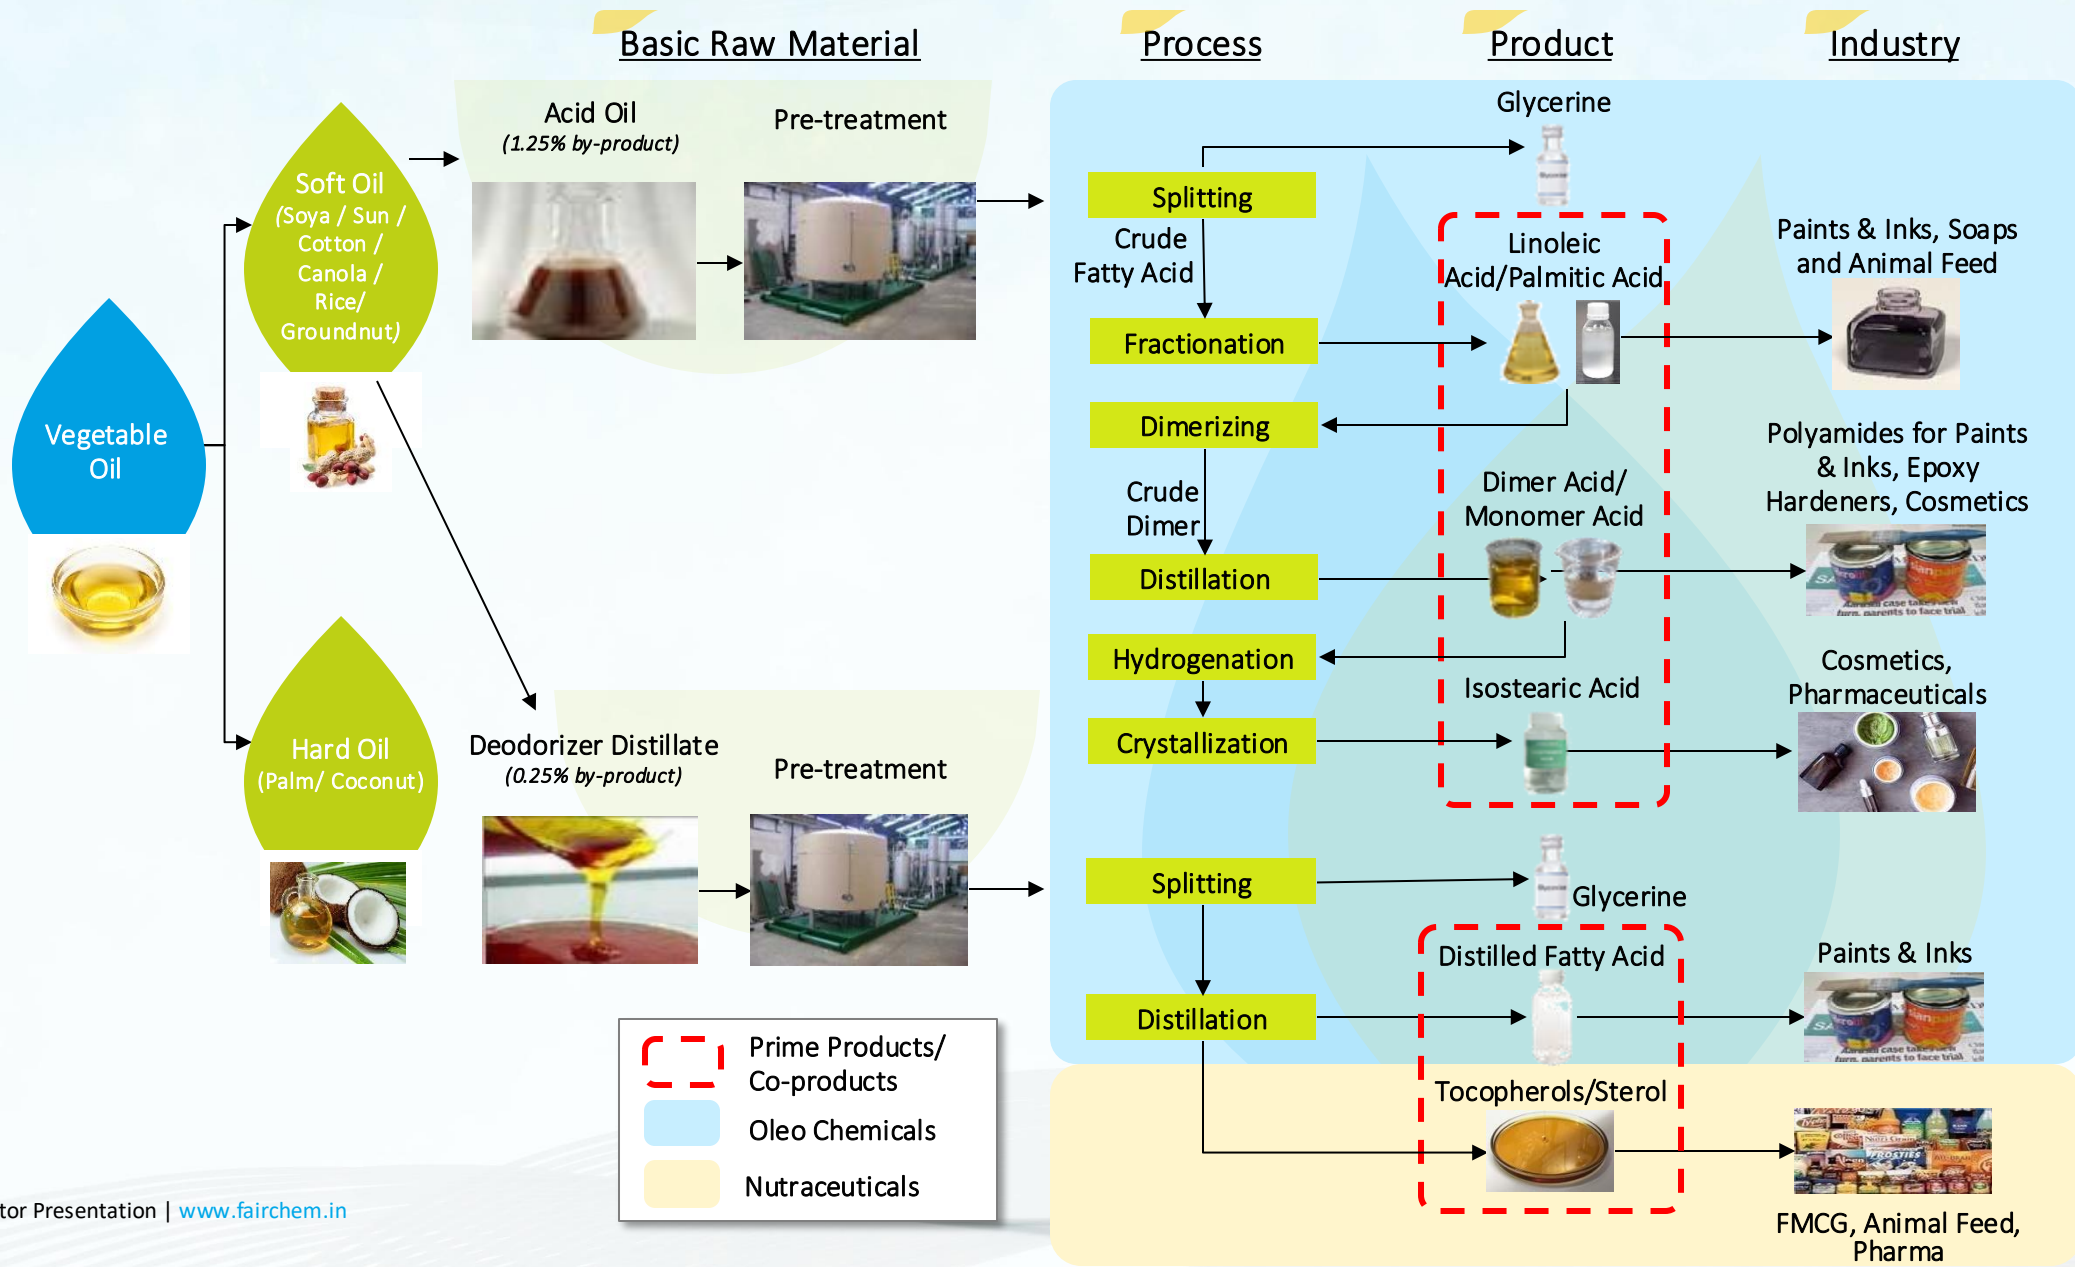 Basic Raw Material
Process
Product
Industry
Vegetable
Oil
Soft Oil
(Soya / Sun /
Cotton /
Canola /
Rice/
Groundnut)
Hard Oil
(Palm/ Coconut)
Acid Oil
(1.25% by-product)
Pre-treatment
Deodorizer Distillate
(0.25% by-product)
Pre-treatment
Splitting
Crude
Fatty Acid
Fractionation
Dimerizing
Crude
Dimer
Distillation
Hydrogenation
Crystallization
Splitting
Distillation
Glycerine
Linoleic
Acid/Palmitic Acid
Dimer Acid/
Monomer Acid
Isostearic Acid
Glycerine
Distilled Fatty Acid
Tocopherols/Sterol
Paints & Inks, Soaps
and Animal Feed
Polyamides for Paints
& Inks, Epoxy
Hardeners, Cosmetics
Cosmetics,
Pharmaceuticals
Paints & Inks
FROSTIES
FMCG, Animal Feed,
Pharma
Prime Products/
Co-products
Oleo Chemicals
Nutraceuticals
tor Presentation | www.fairchem.in